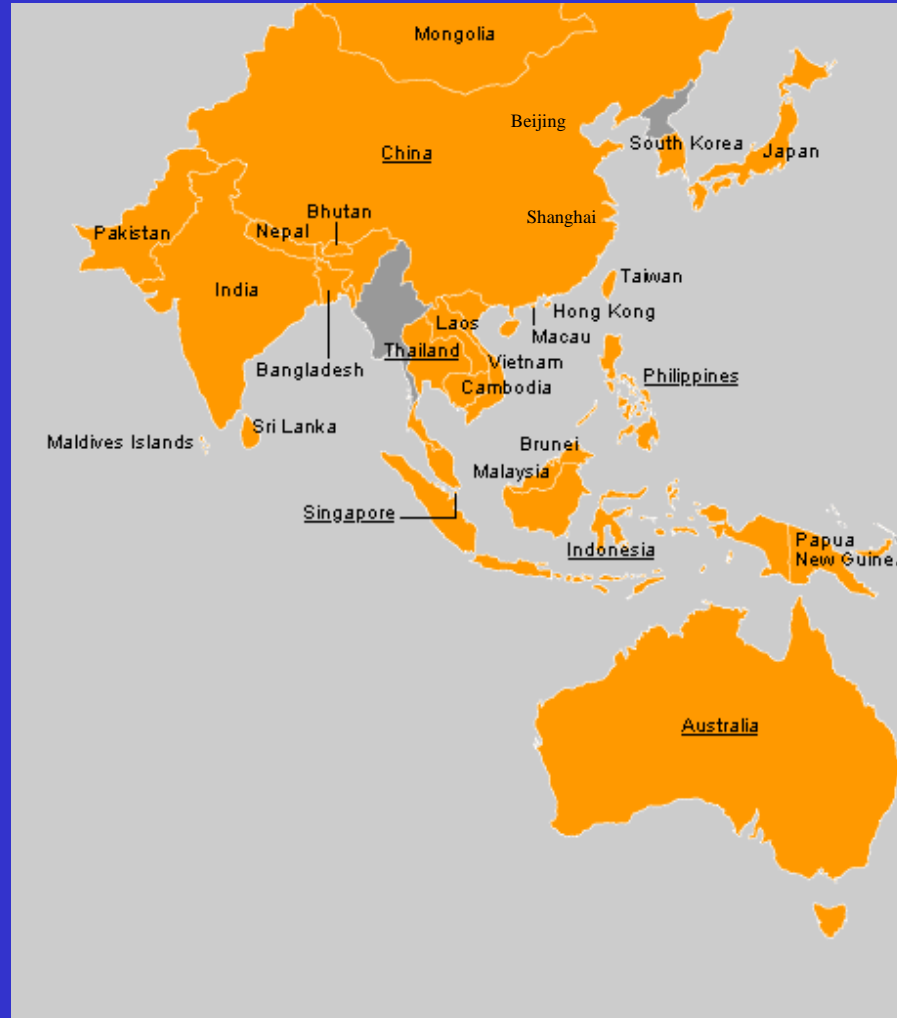 Mongolia
Beijing
South Korea
Japan
China
Bhutan
Shanghai
Nepal
Pakistan
Taiwan
India
Hong Kong
Laos
Macau
Thailand
Vietnam
Bangladesh
Philippines
Cambodia
Sri Lanka
Maldives Islands
Brunei
Malaysia
Singapore
Papua
New Guine
Indonesia
Australia